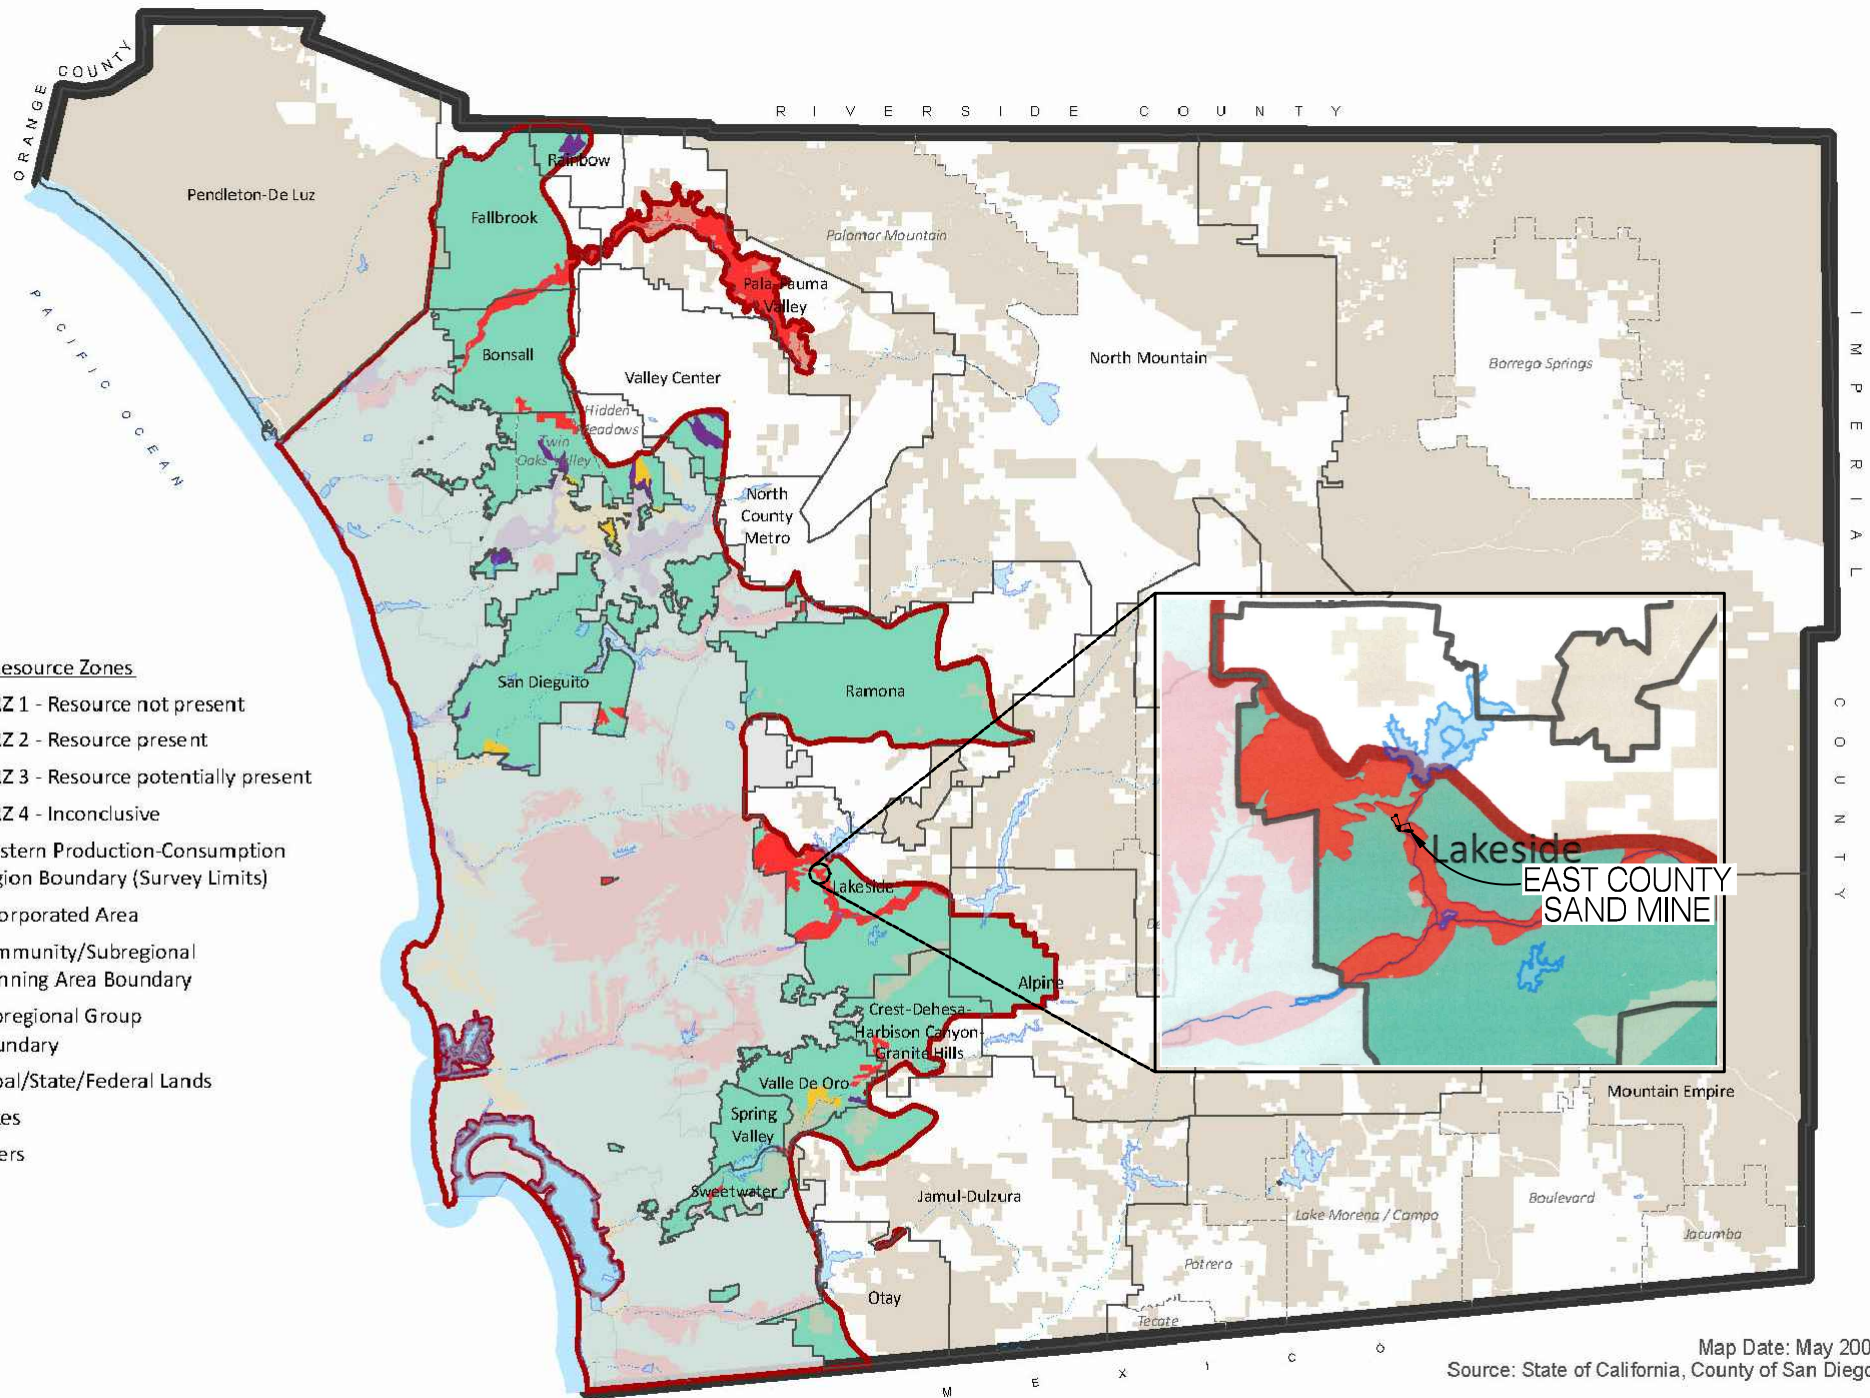 ORANGE COUNTY
RIVERSIDE COUNTY
IMPERIAL COUNTY
PACIFIC OCEAN
MEXICO
Pendleton-De Luz
Rainbow
Fallbrook
Palomar Mountain
Pala-Pauma
Valley
Bonsall
Valley Center
North Mountain
Borrego Springs
Hidden
Meadows
Twin
Oaks Valley
North
County
Metro
San Dieguito
Ramona
esource Zones
Z 1 - Resource not present
Z 2 - Resource present
Z 3 - Resource potentially present
Z 4 - Inconclusive
stern Production-Consumption
gion Boundary (Survey Limits)
orporated Area
mmunity/Subregional
nning Area Boundary
bregional Group
undary
bal/State/Federal Lands
kes
ers
Lakeside
Lakeside
EAST COUNTY
SAND MINE
De
Alpine
Crest-Dehesa-
Harbison Canyon-
Granite Hills
Valle De Oro
Spring
Valley
Sweetwater
Jamul-Dulzura
Mountain Empire
Lake Morena / Campo
Boulevard
Jacumba
Potrero
Tecate
Otay
Map Date: May 200
Source: State of California, County of San Dieg